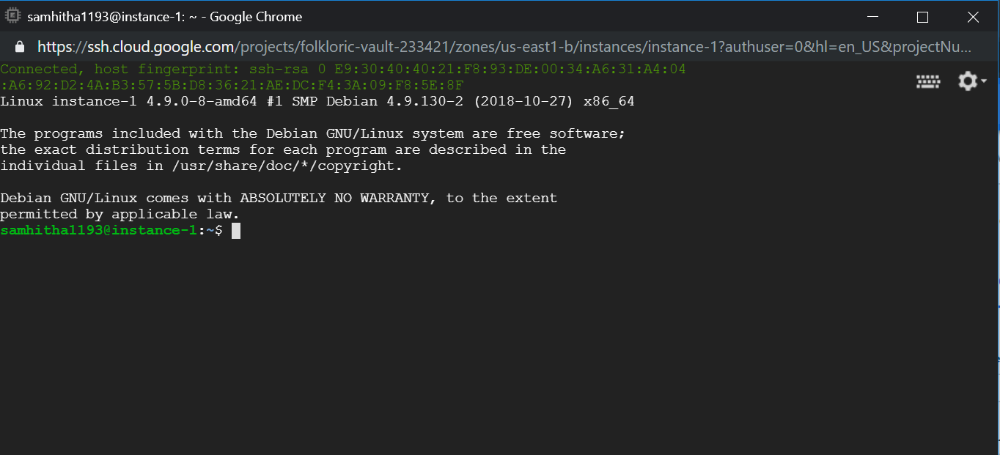 samhitha1193@instance-1: ~ - Google Chrome
https://ssh.cloud.google.com/projects/folkloric-vault-233421/zones/us-east1-b/instances/instance-1?authuser=0&hl=en_US&projectNu...
Connected, host fingerprint: ssh-rsa 0 E9:30:40:40:21:F8:93:DE:00:34:A6:31:A4:04
:A6:92:D2:4A:B3:57:5B:D8:36:21:AE:DC:F4:3A:09:F8:5E:8F
Linux instance-1 4.9.0-8-amd64 #1 SMP Debian 4.9.130-2 (2018-10-27) x86_64
The programs included with the Debian GNU/Linux system are free software;
the exact distribution terms for each program are described in the
individual files in /usr/share/doc/*/copyright.
Debian GNU/Linux comes with ABSOLUTELY NO WARRANTY, to the extent
permitted by applicable law.
samhitha1193@instance-1:~$